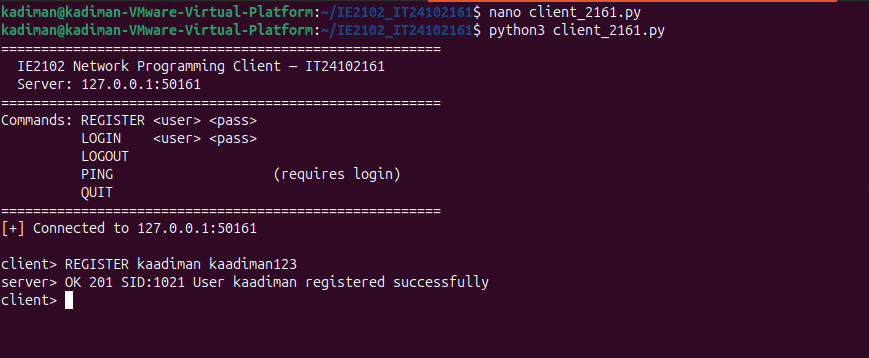 kadiman@kadiman-VMware-Virtual-Platform:~/IE2102_IT24102161$ nano client_2161.py
kadiman@kadiman-VMware-Virtual-Platform:~/IE2102_IT24102161$ python3 client_2161.py
=======================================================
  IE2102 Network Programming Client — IT24102161
  Server: 127.0.0.1:50161
=======================================================
Commands: REGISTER <user> <pass>
          LOGIN    <user> <pass>
          LOGOUT
          PING                    (requires login)
          QUIT
=======================================================
[+] Connected to 127.0.0.1:50161
client> REGISTER kaadiman kaadiman123
server> OK 201 SID:1021 User kaadiman registered successfully
client>